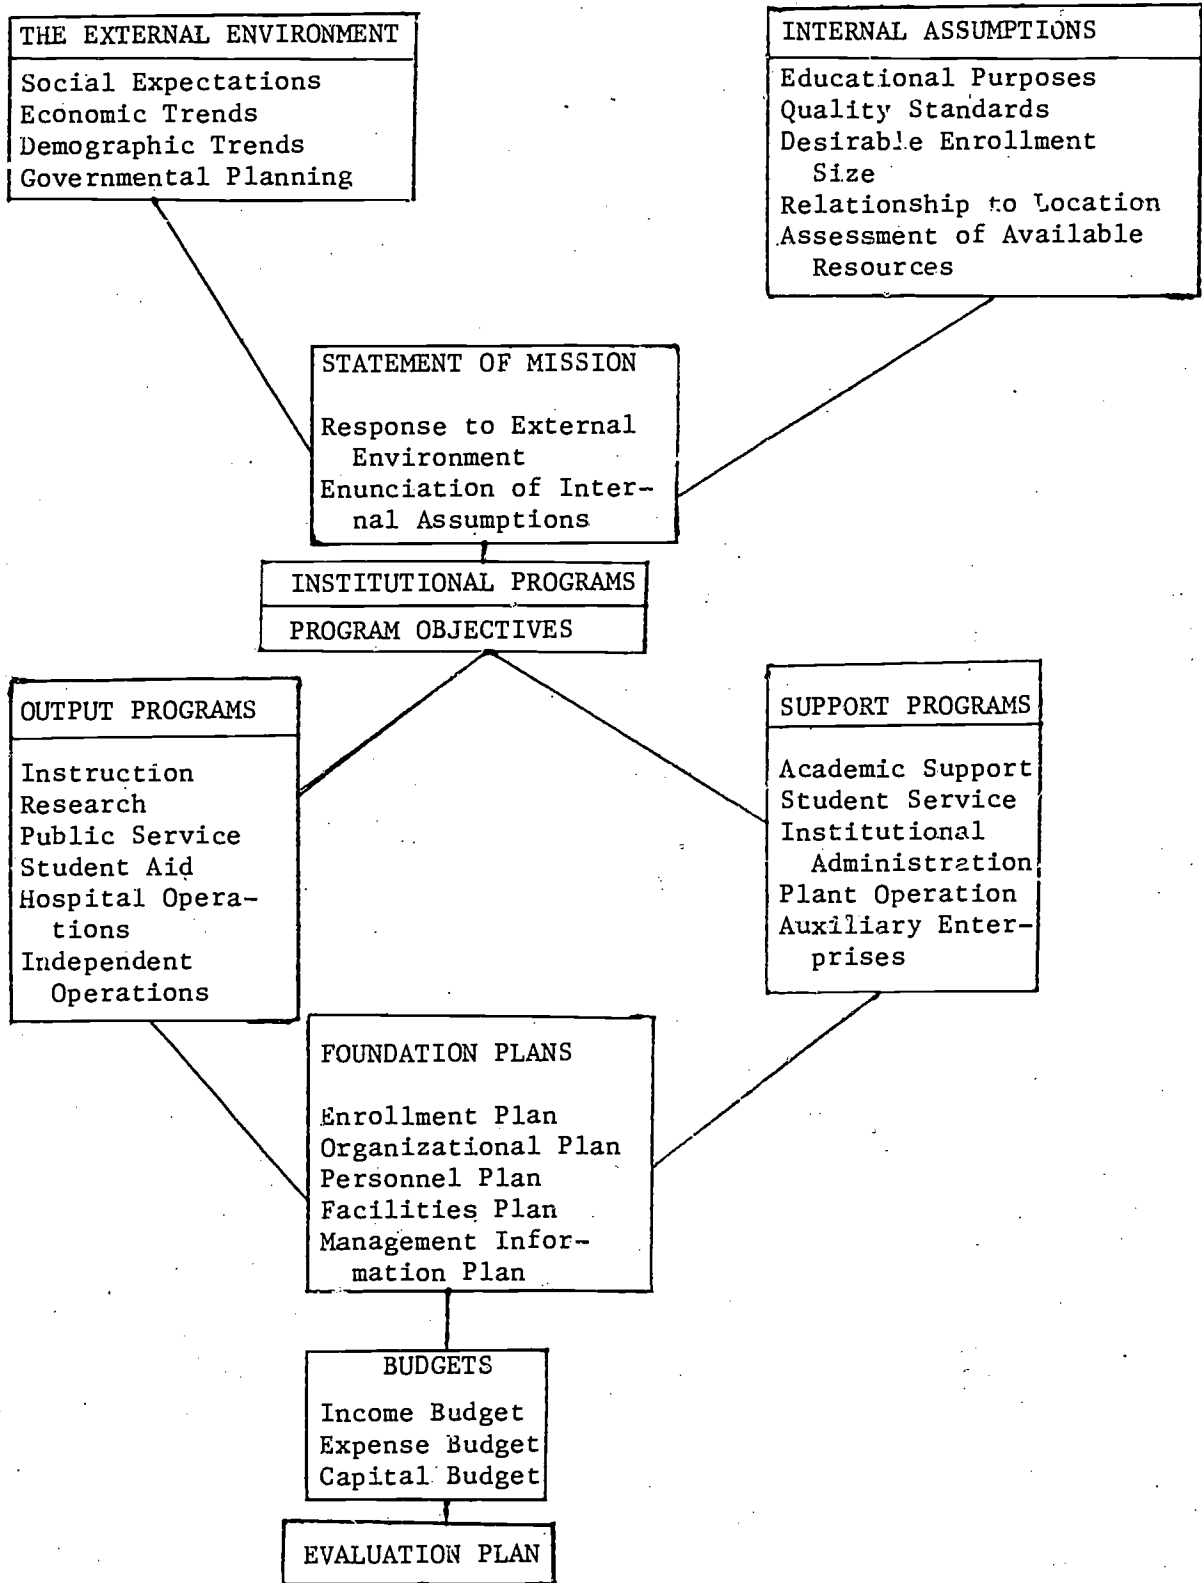 THE EXTERNAL ENVIRONMENT
Social Expectations
Economic Trends
Demographic Trends
Governmental Planning
INTERNAL ASSUMPTIONS
Educational Purposes
Quality Standards
Desirable Enrollment
Size
Relationship to Location
Assessment of Available
Resources
STATEMENT OF MISSION
Response to External
Environment
Enunciation of Inter-
nal Assumptions
INSTITUTIONAL PROGRAMS
PROGRAM OBJECTIVES
OUTPUT PROGRAMS
Instruction
Research
Public Service
Student Aid
Hospital Opera-
tions
Independent
Operations
SUPPORT PROGRAMS
Academic Support
Student Service
Institutional
Administration
Plant Operation
Auxiliary Enter-
prises
FOUNDATION PLANS
Enrollment Plan
Organizational Plan
Personnel Plan
Facilities Plan
Management Infor-
mation Plan
BUDGETS
Income Budget
Expense Budget
Capital Budget
EVALUATION PLAN